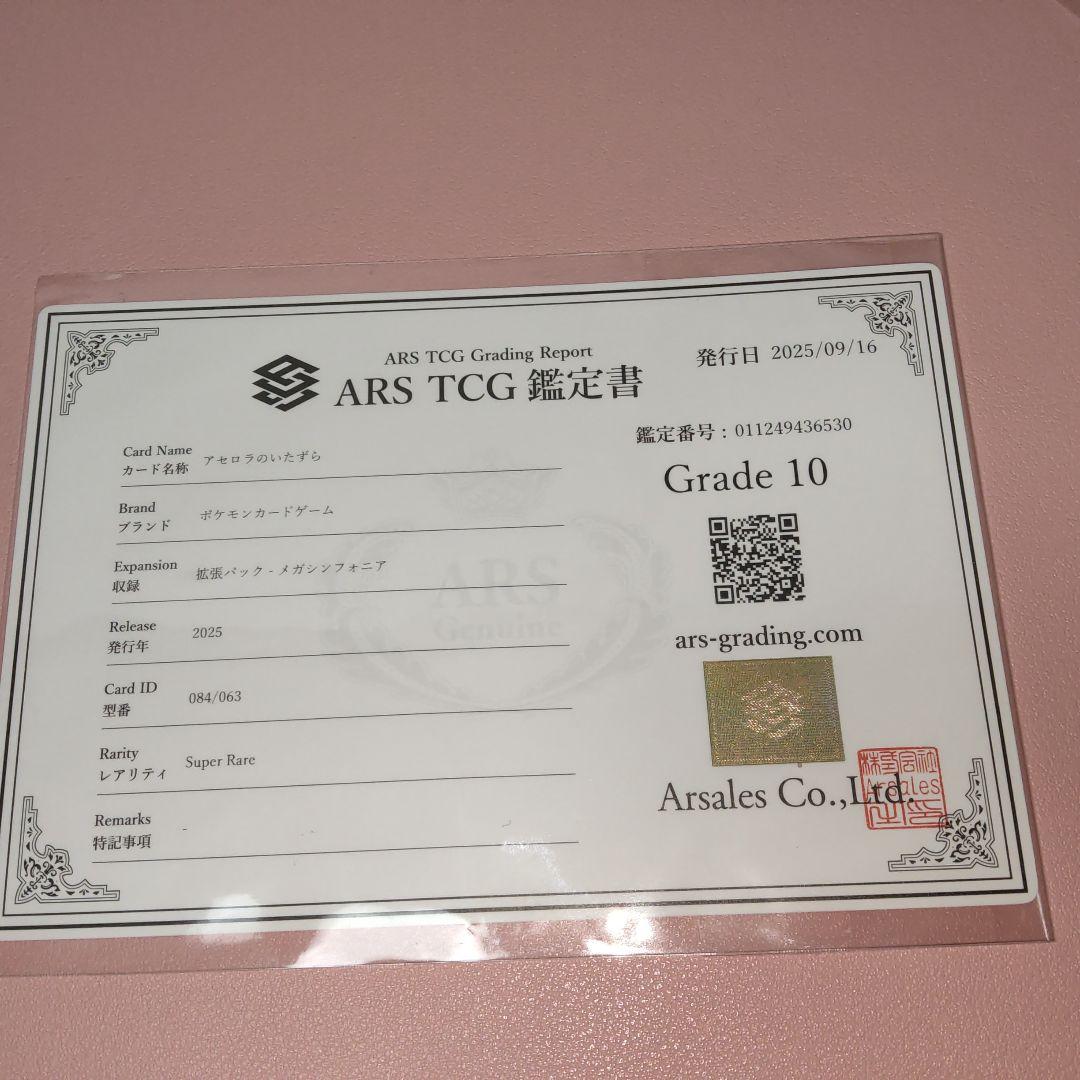 ARS TCG Grading Report
ARS TCG 鑑定書
発行日 2025/09/16
鑑定番号 : 011249436530
Grade 10
Card Name
カード名称 アセロラのいたずら
Brand
ブランド ポケモンカードゲーム
Expansion
収録 拡張パック - メガシンフォニア
Release
発行年 2025
Card ID
型番 084/063
Rarity
レアリティ Super Rare
Remarks
特記事項 -
ARS
Genuine
ars-grading.com
Arsales Co.,Ltd.
株式会社
Arsales